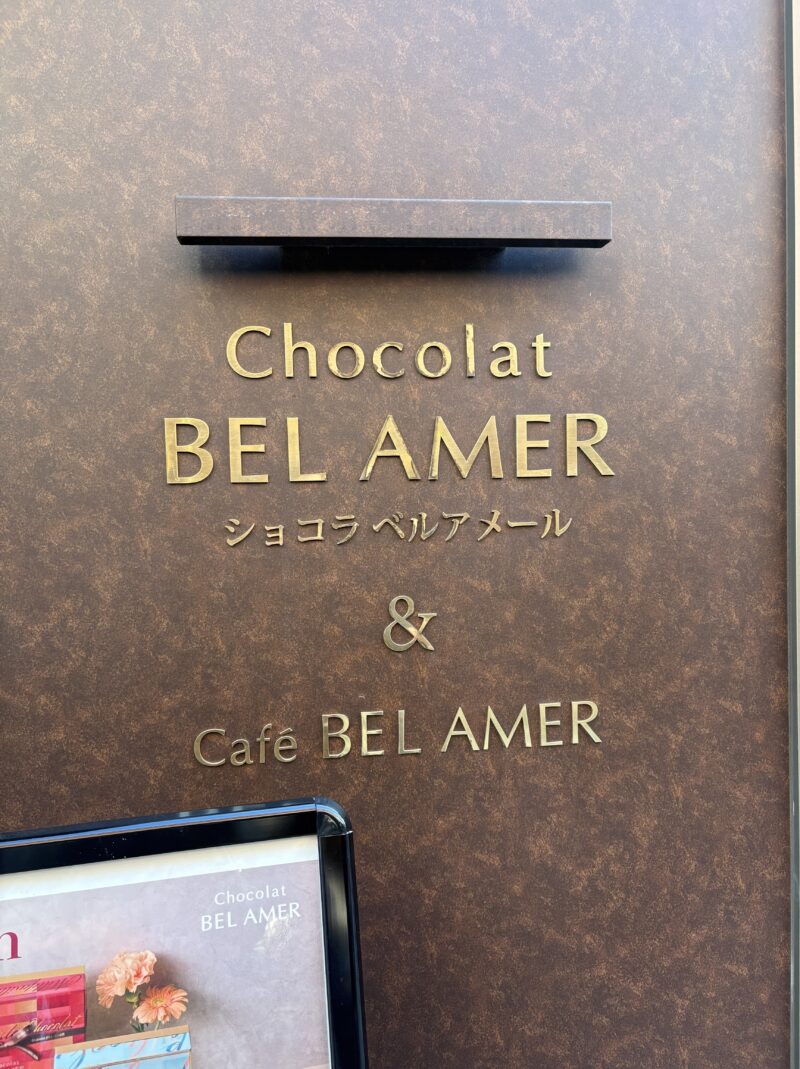 Chocolat
BEL AMER
ショコラ ベルアメール
&
Café BEL AMER
Chocolat
BEL AMER
Chocolat